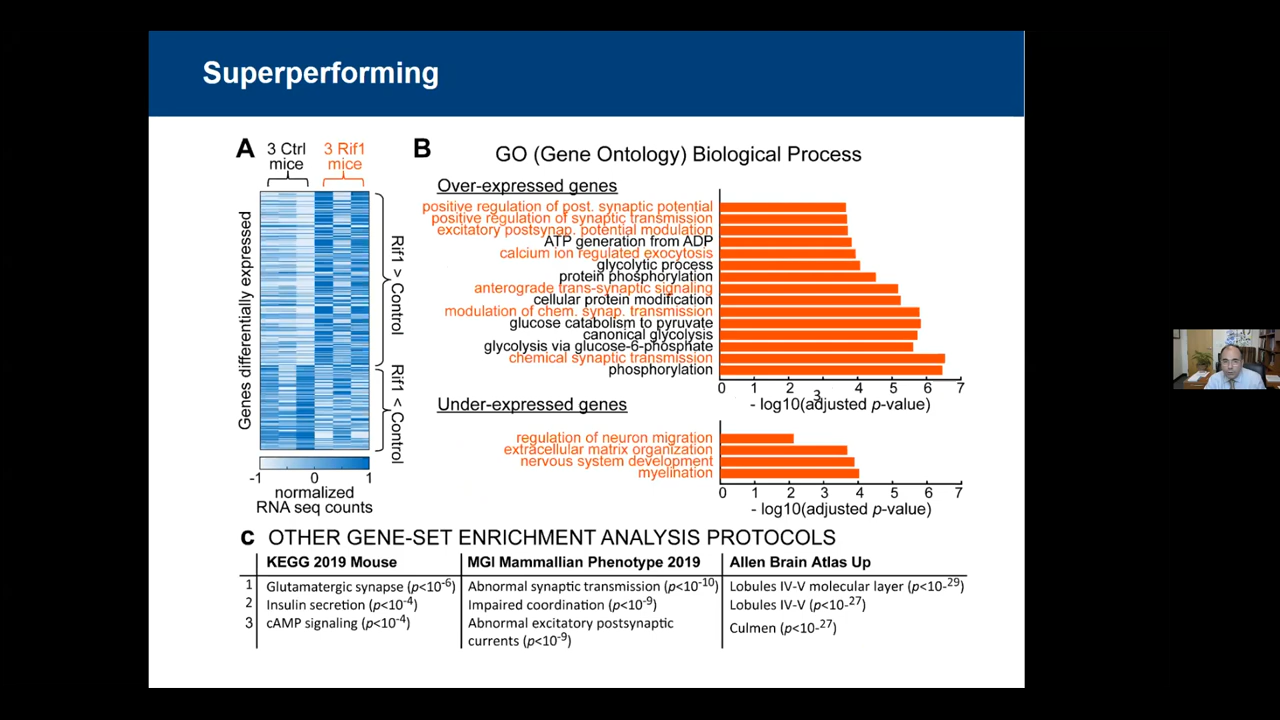 Superperforming
A
3 Ctrl mice
3 Rif1 mice
Genes differentially expressed
Rif1 > Control
Rif1 < Control
-1 0 1
normalized
RNA seq counts
B
GO (Gene Ontology) Biological Process
Over-expressed genes
positive regulation of post. synaptic potential
positive regulation of synaptic transmission
excitatory postsynap. potential modulation
ATP generation from ADP
calcium ion regulated exocytosis
glycolytic process
protein phosphorylation
anterograde trans-synaptic signaling
cellular protein modification
modulation of chem. synap. transmission
glucose catabolism to pyruvate
canonical glycolysis
glycolysis via glucose-6-phosphate
chemical synaptic transmission
phosphorylation
0 1 2 3 4 5 6 7
- log10(adjusted p-value)
Under-expressed genes
regulation of neuron migration
extracellular matrix organization
nervous system development
myelination
0 1 2 3 4 5 6 7
- log10(adjusted p-value)
c OTHER GENE-SET ENRICHMENT ANALYSIS PROTOCOLS
KEGG 2019 Mouse MGI Mammallian Phenotype 2019 Allen Brain Atlas Up
1 Glutamatergic synapse (p<10-6) Abnormal synaptic transmission (p<10-10) Lobules IV-V molecular layer (p<10-29)
2 Insulin secretion (p<10-4) Impaired coordination (p<10-9) Lobules IV-V (p<10-27)
3 cAMP signaling (p<10-4) Abnormal excitatory postsynaptic currents (p<10-9) Culmen (p<10-27)